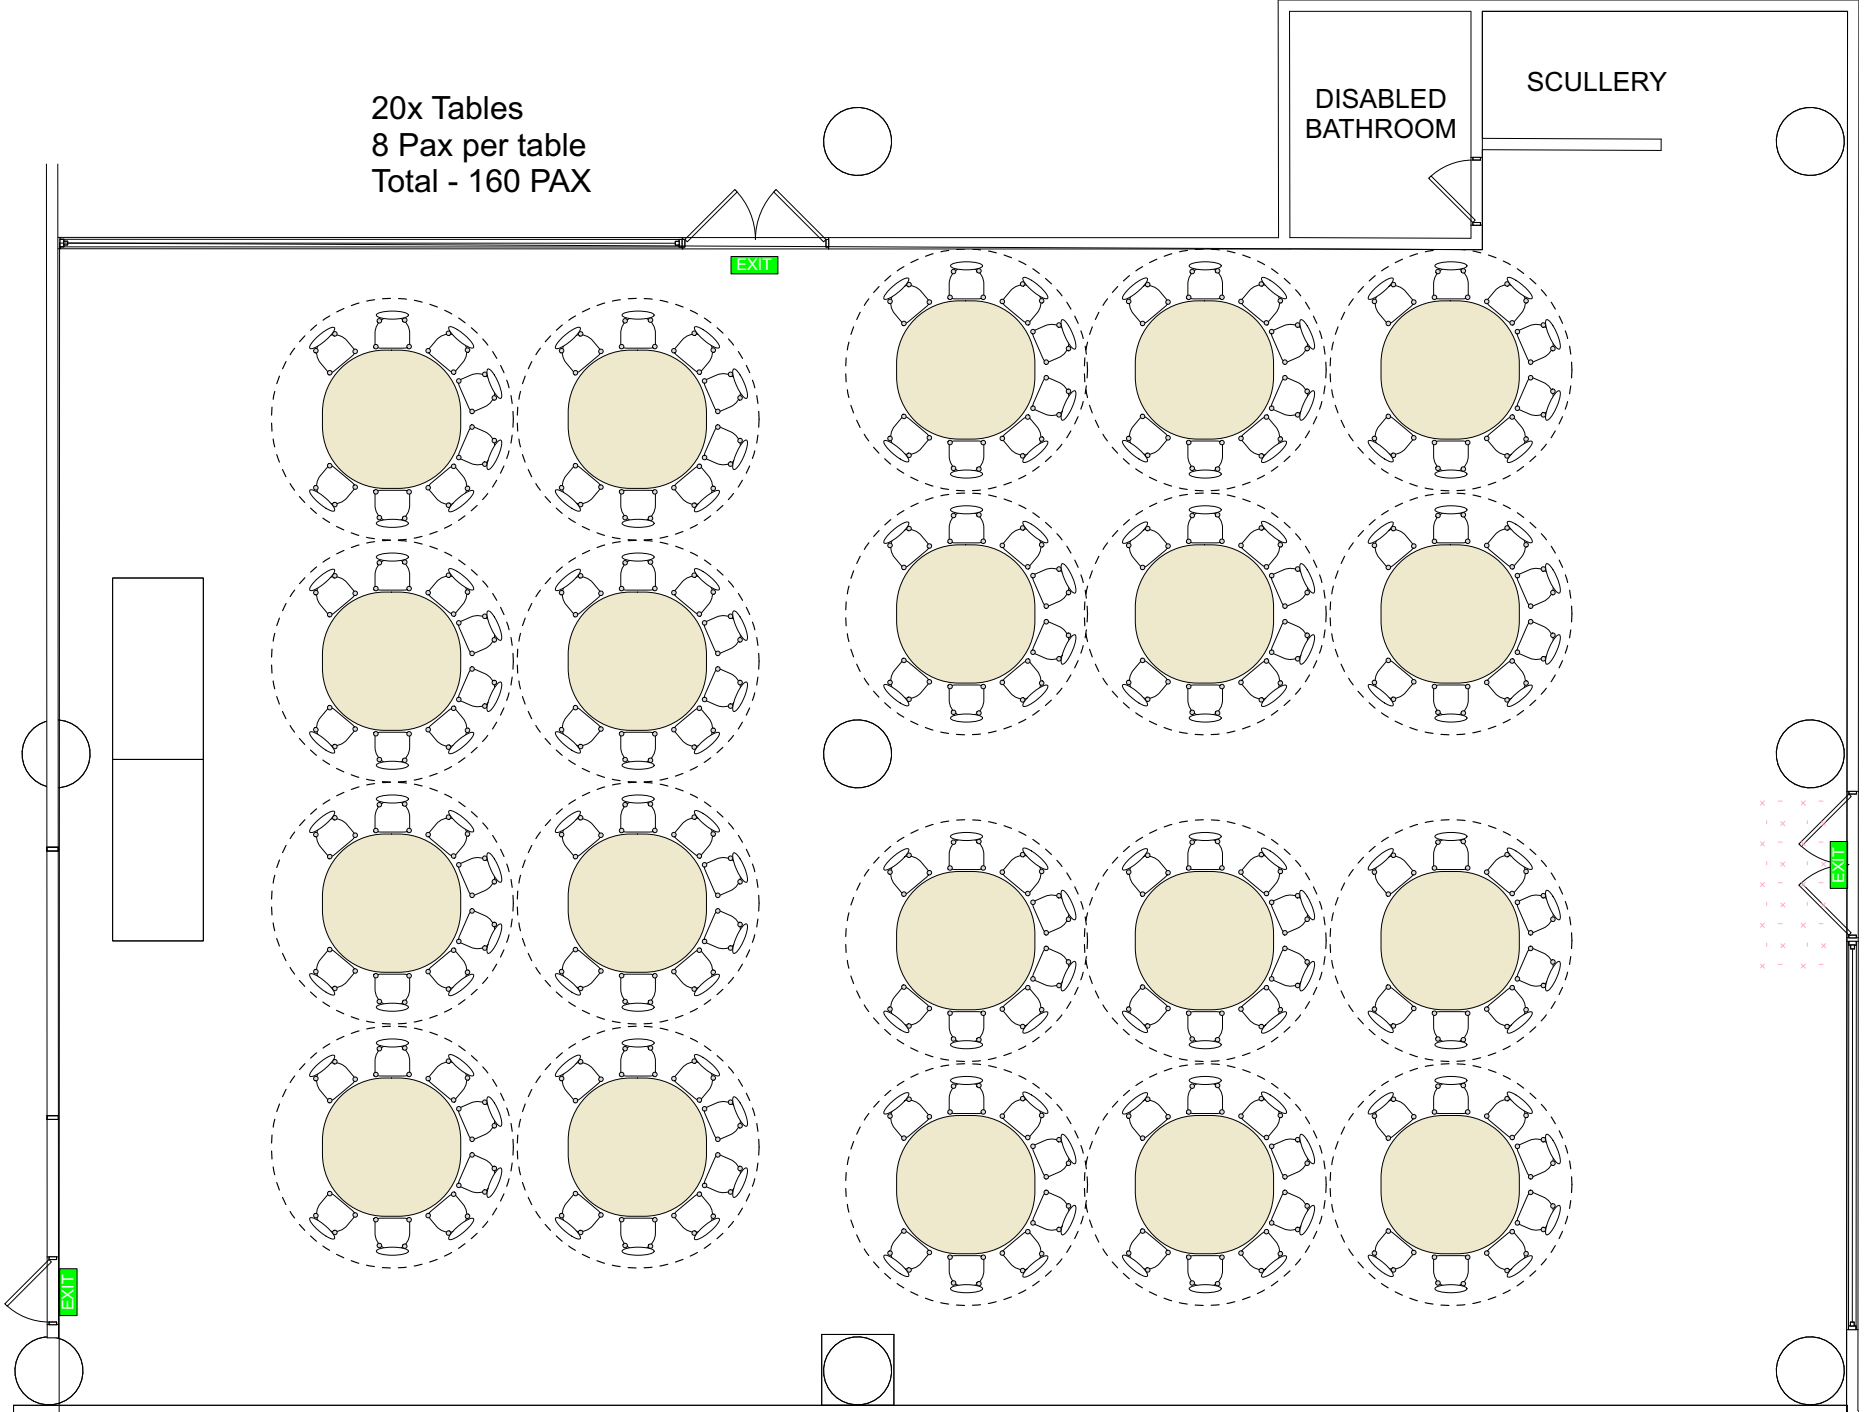 20x Tables
8 Pax per table
Total - 160 PAX
DISABLED
BATHROOM
SCULLERY
EXIT
EXIT
EXIT